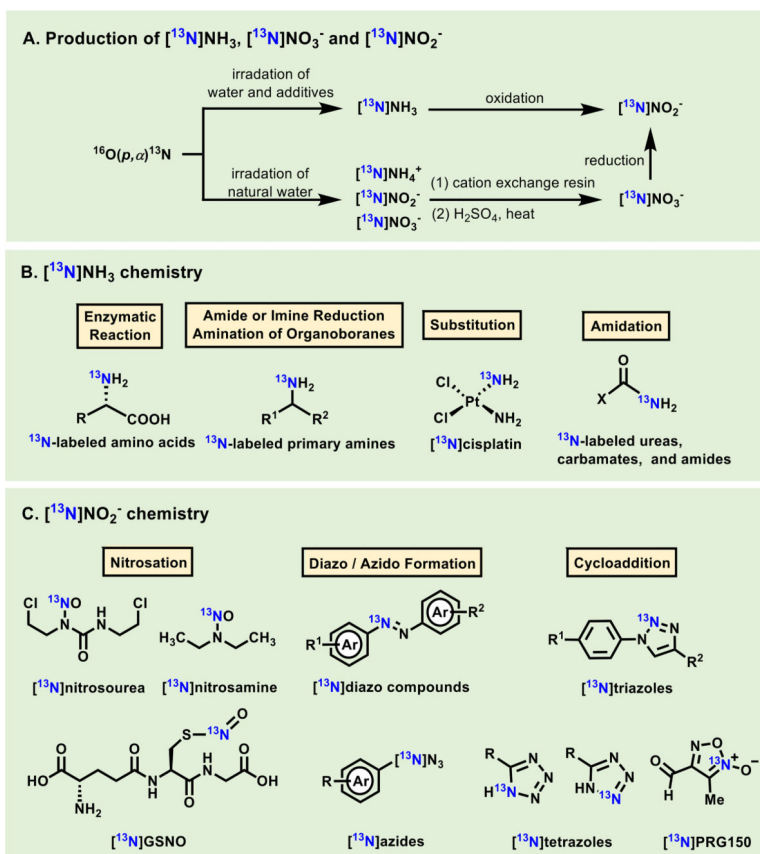 A. Production of [¹³N]NH₃, [¹³N]NO₃⁻ and [¹³N]NO₂⁻
irradation of
water and additives
[¹³N]NH₃
oxidation
[¹³N]NO₂⁻
¹⁶O(p,α)¹³N
reduction
irradation of
natural water
[¹³N]NH₄⁺
[¹³N]NO₂⁻
[¹³N]NO₃⁻
(1) cation exchange resin
(2) H₂SO₄, heat
[¹³N]NO₃⁻
B. [¹³N]NH₃ chemistry
Enzymatic
Reaction
Amide or Imine Reduction
Amination of Organoboranes
Substitution
Amidation
¹³NH₂
R
COOH
¹³N-labeled amino acids
¹³NH₂
R¹
R²
¹³N-labeled primary amines
Cl
¹³NH₂
Pt
Cl
NH₂
[¹³N]cisplatin
O
X
¹³NH₂
¹³N-labeled ureas,
carbamates, and amides
C. [¹³N]NO₂⁻ chemistry
Nitrosation
Diazo / Azido Formation
Cycloaddition
Cl
¹³NO
N
H
N
Cl
O
[¹³N]nitrosourea
¹³NO
H₃C
N
CH₃
[¹³N]nitrosamine
R¹
Ar
¹³N
N
Ar
R²
[¹³N]diazo compounds
R¹
N
¹³N
N
R²
[¹³N]triazoles
O
HO
NH₂
O
N
H
S
¹³N
O
O
H
N
O
OH
[¹³N]GSNO
R
Ar
[¹³N]N₃
[¹³N]azides
R
N
N
N
H¹³N
R
N
N
HN
¹³N
[¹³N]tetrazoles
O
H
N
O
¹³N⁺
O⁻
Me
[¹³N]PRG150